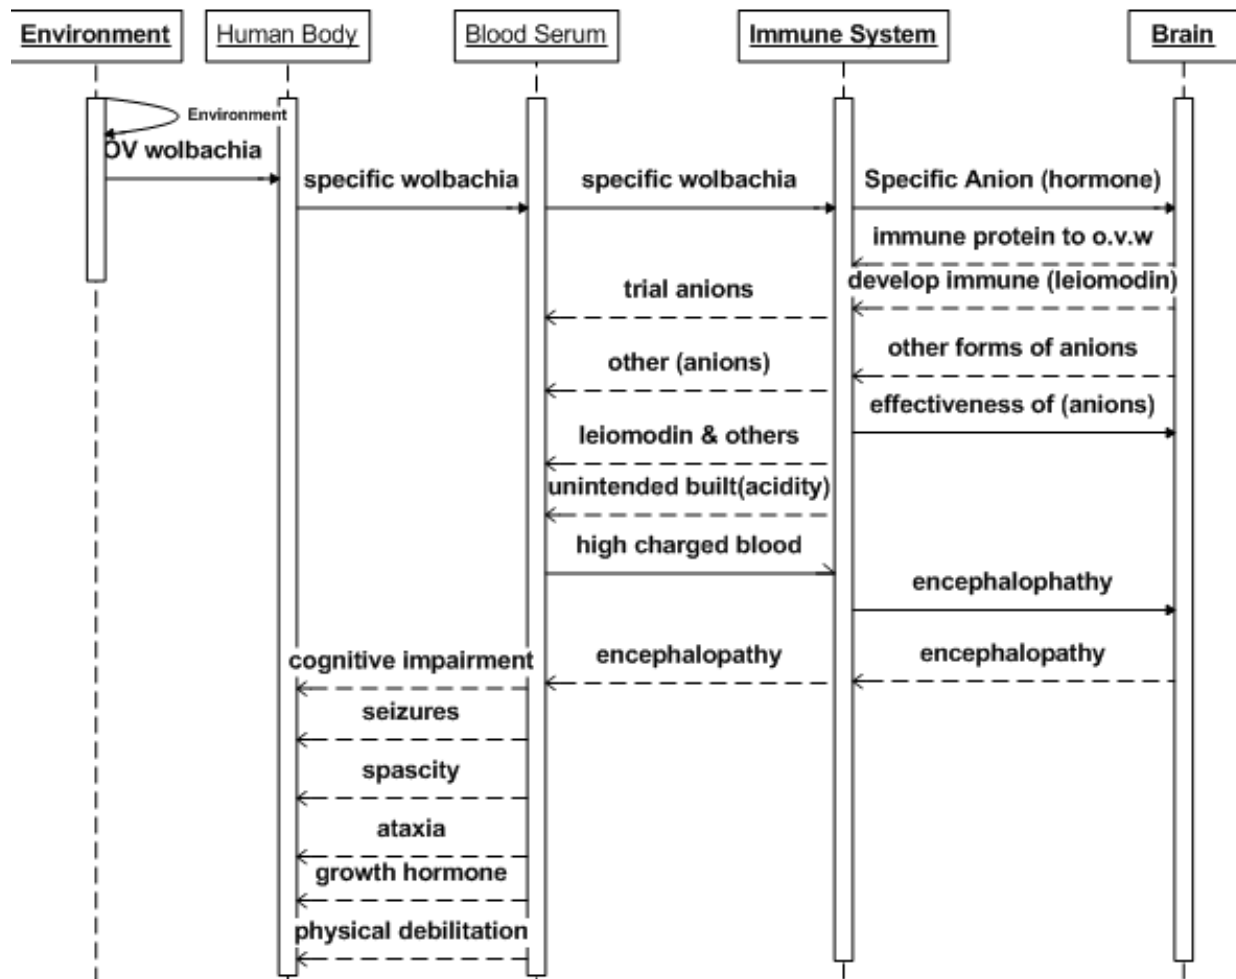 Environment
Human Body
Blood Serum
Immune System
Brain
Environment
OV wolbachia
specific wolbachia
specific wolbachia
Specific Anion (hormone)
immune protein to o.v.w
develop immune (leiomodin)
trial anions
other forms of anions
other (anions)
effectiveness of (anions)
leiomodin & others
unintended built(acidity)
high charged blood
encephalophathy
cognitive impairment
encephalopathy
encephalopathy
seizures
spascity
ataxia
growth hormone
physical debilitation